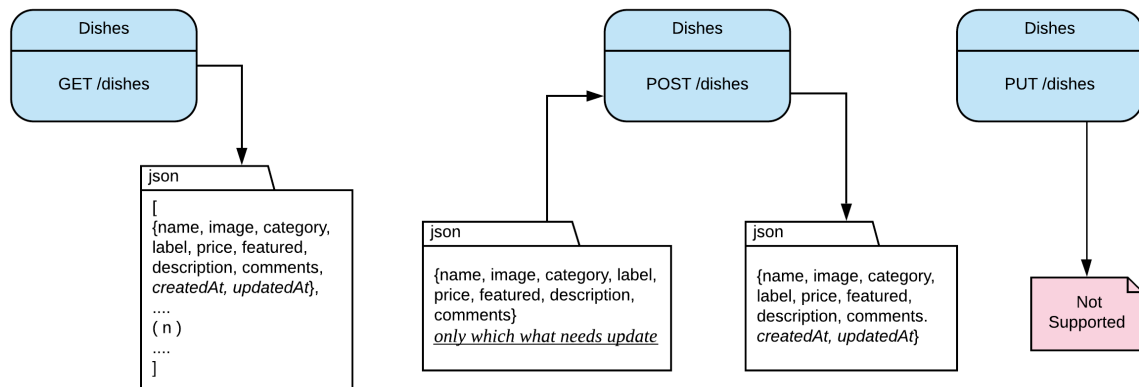 Dishes
GET /dishes
json
[
{name, image, category,
label, price, featured,
description, comments,
createdAt, updatedAt},
....
( n )
....
]
Dishes
POST /dishes
json
{name, image, category, label,
price, featured, description,
comments}
only which what needs update
json
{name, image, category,
label, price, featured,
description, comments.
createdAt, updatedAt}
Dishes
PUT /dishes
Not
Supported